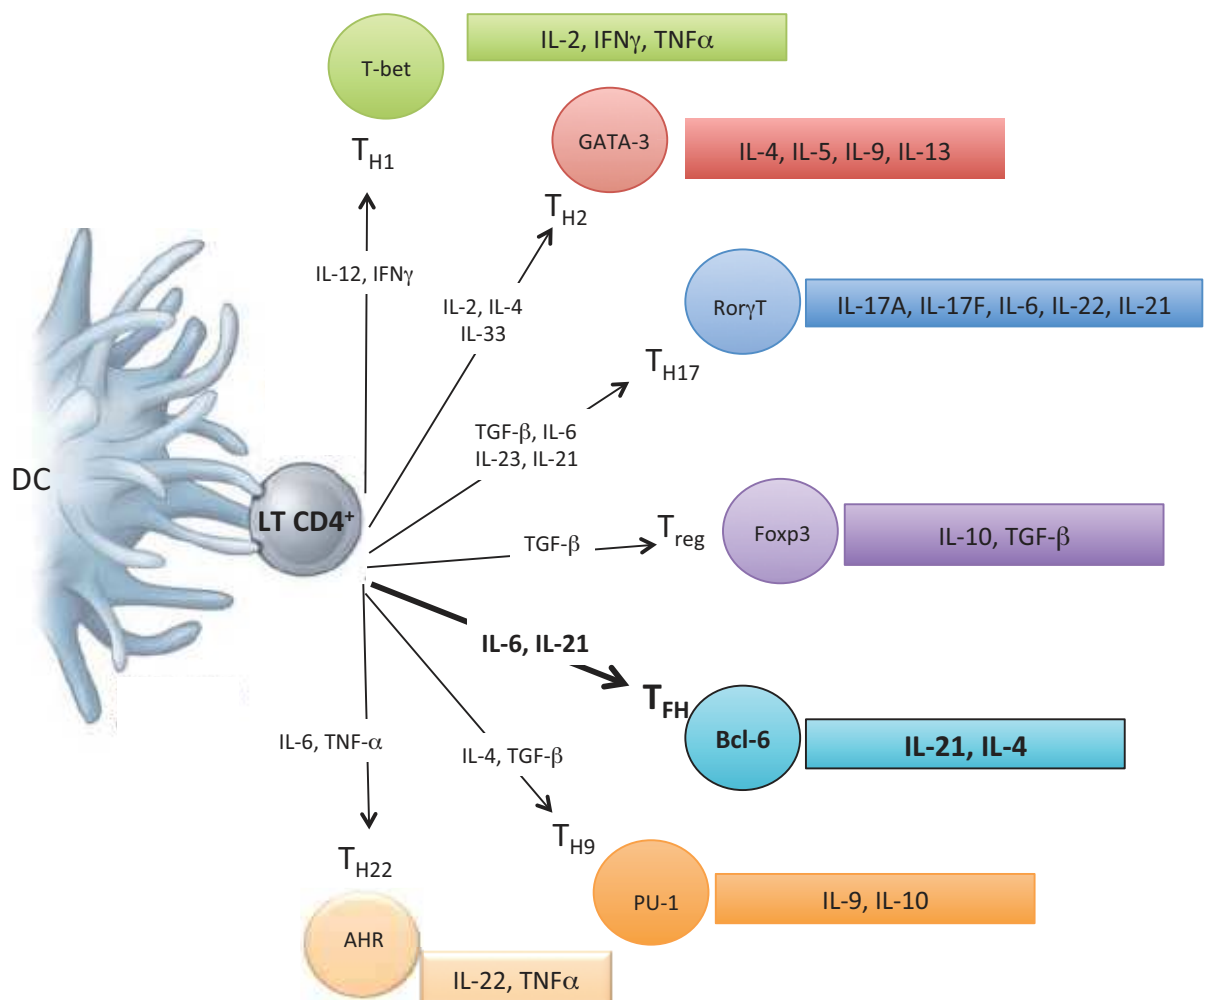 IL-2, IFNγ, TNFα
T-bet
GATA-3
IL-4, IL-5, IL-9, IL-13
TH1
TH2
IL-12, IFNγ
IL-2, IL-4
IL-33
RorγT
IL-17A, IL-17F, IL-6, IL-22, IL-21
TH17
TGF-β, IL-6
IL-23, IL-21
DC
LT CD4+
TGF-β
Treg
Foxp3
IL-10, TGF-β
IL-6, IL-21
TFH
Bcl-6
IL-21, IL-4
IL-6, TNF-α
IL-4, TGF-β
TH9
TH22
PU-1
IL-9, IL-10
AHR
IL-22, TNFα